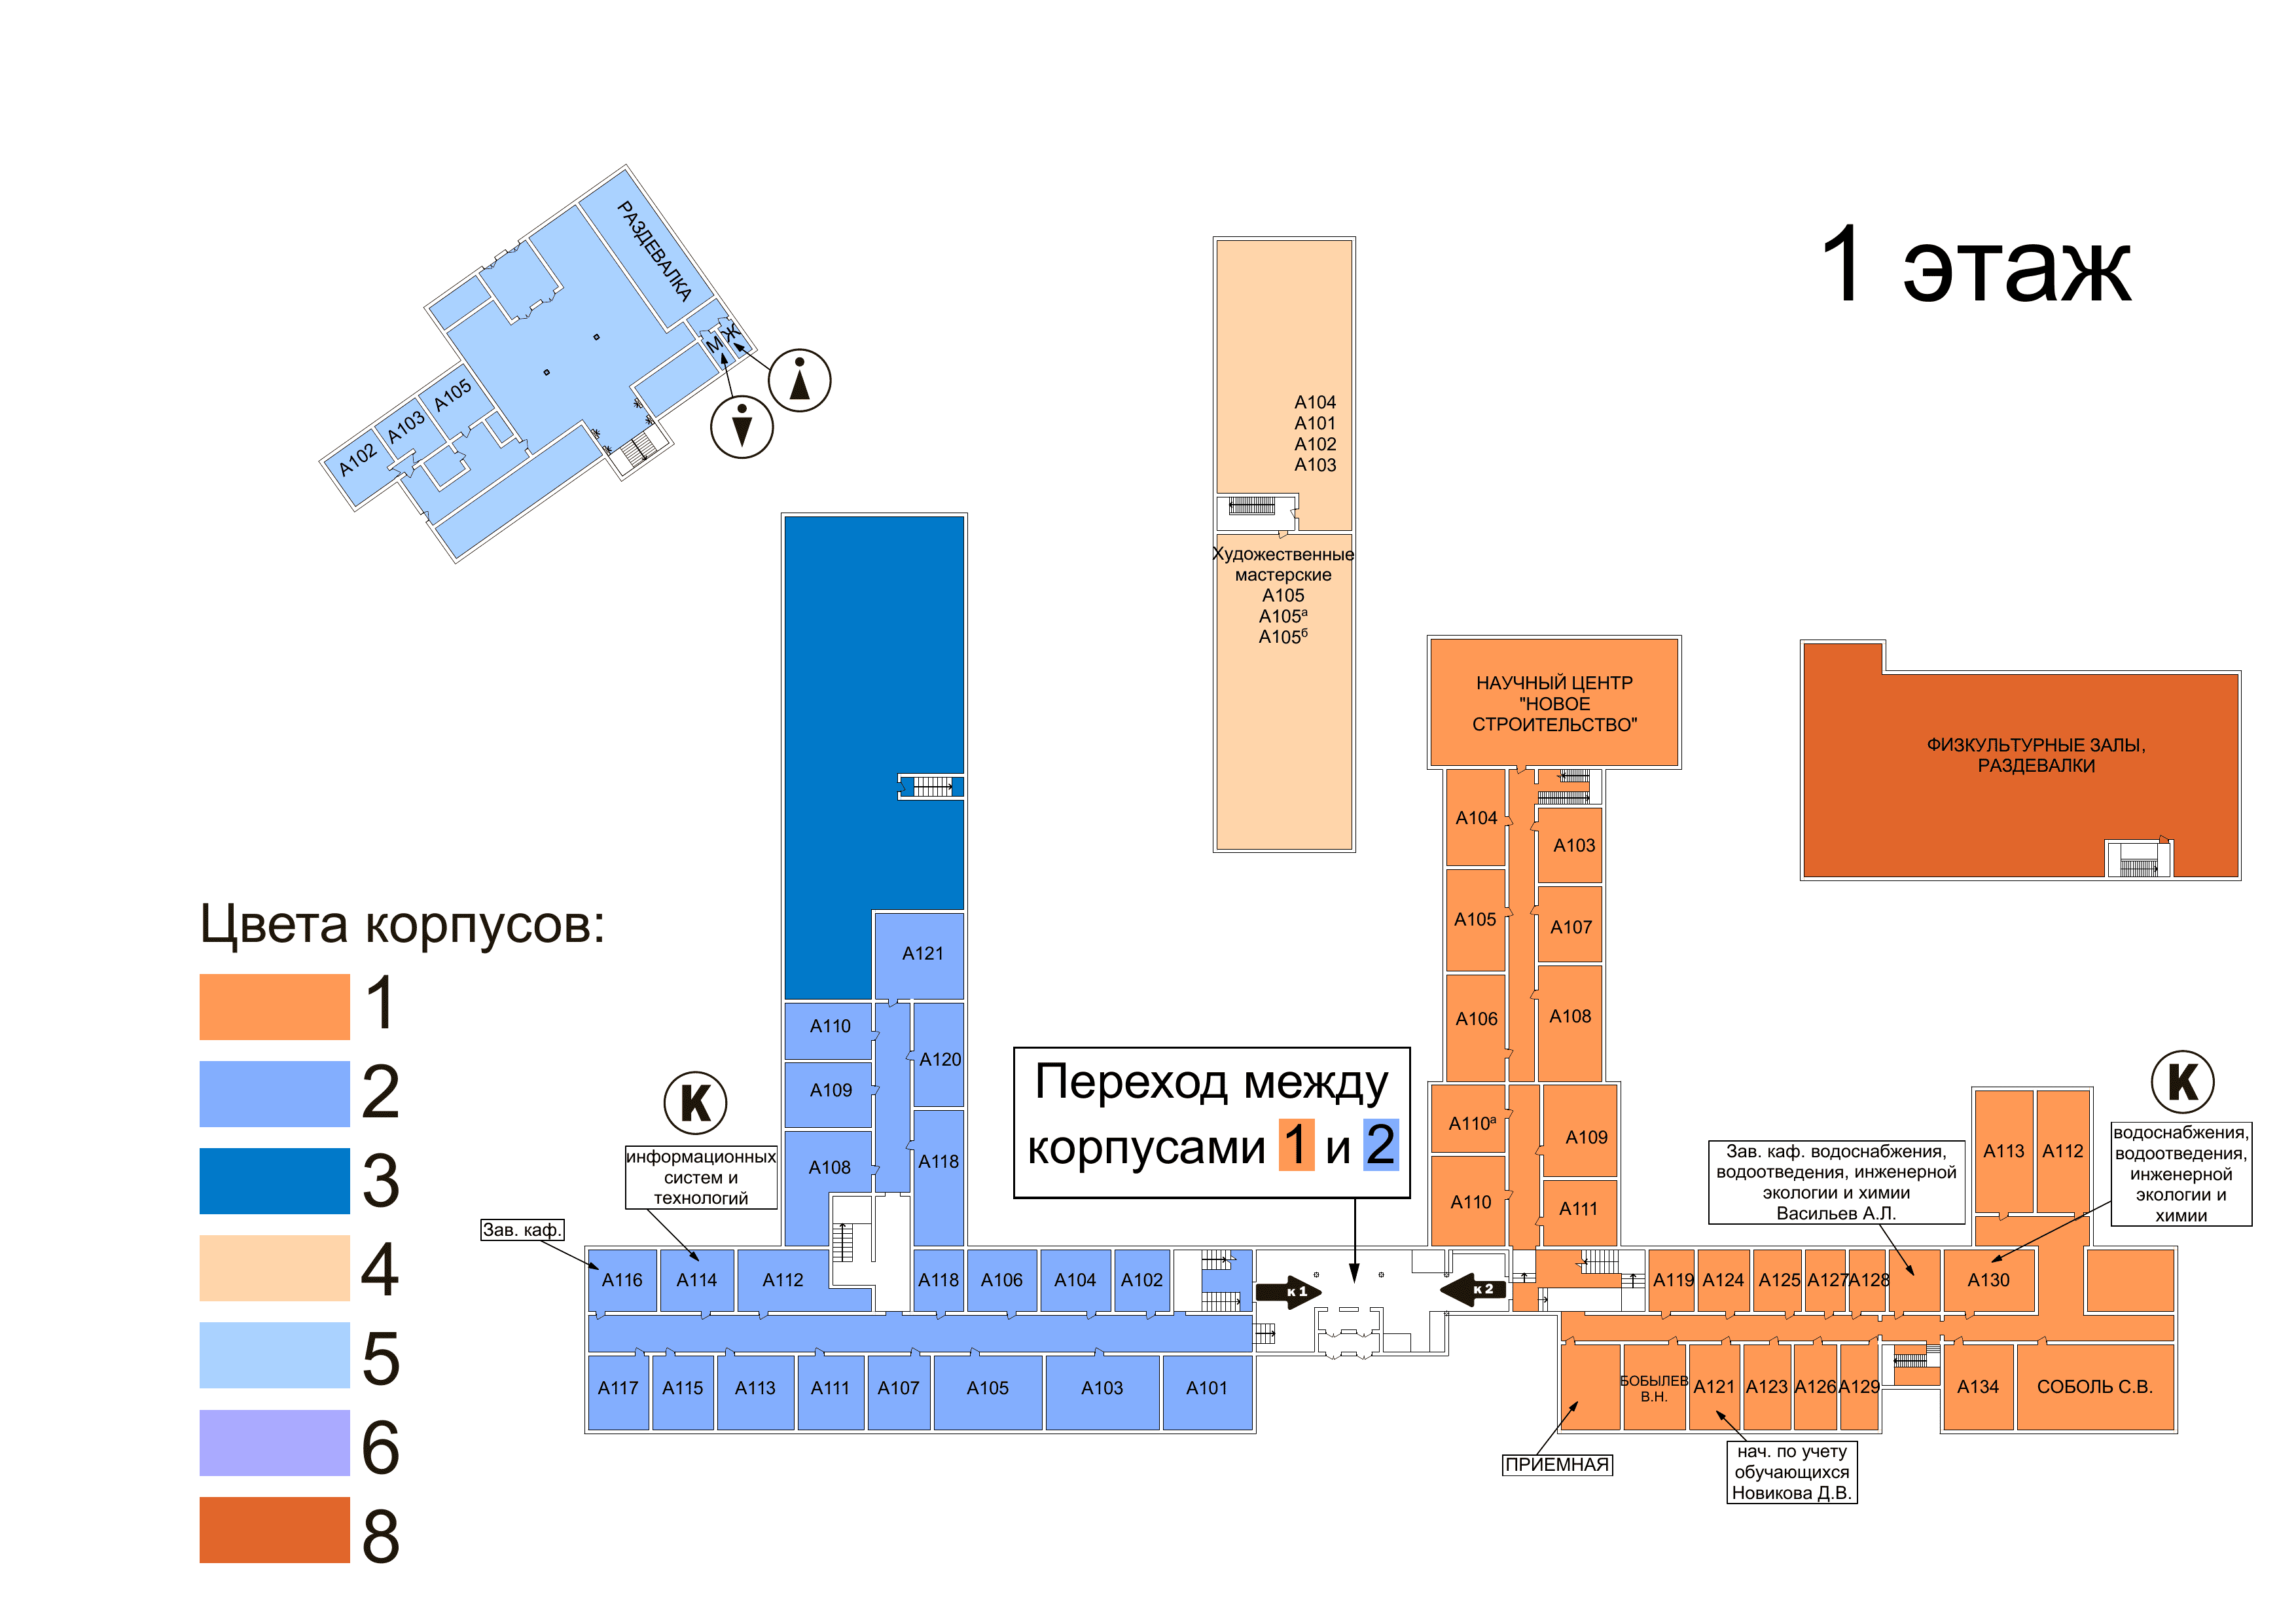 1 этаж
РАЗДЕВАЛКА
М
Ж
А105
А103
А102
А104
А101
А102
А103
Художественные
мастерские
А105
А105а
А105б
НАУЧНЫЙ ЦЕНТР
"НОВОЕ
СТРОИТЕЛЬСТВО"
ФИЗКУЛЬТУРНЫЕ ЗАЛЫ,
РАЗДЕВАЛКИ
А104
А103
А105
А107
А106
А108
А110а
А109
А110
А111
Цвета корпусов:
1
2
3
4
5
6
8
А121
А110
А120
А109
А108
А118
К
информационных
систем и
технологий
Зав. каф.
Переход между
корпусами 1 и 2
К
водоснабжения,
водоотведения,
инженерной
экологии и
химии
Зав. каф. водоснабжения,
водоотведения, инженерной
экологии и химии
Васильев А.Л.
А113
А112
А116
А114
А112
А118
А106
А104
А102
к 1
к 2
А119
А124
А125
А127
А128
А130
А117
А115
А113
А111
А107
А105
А103
А101
БОБЫЛЕВ
В.Н.
А121
А123
А126
А129
А134
СОБОЛЬ С.В.
ПРИЕМНАЯ
нач. по учету
обучающихся
Новикова Д.В.